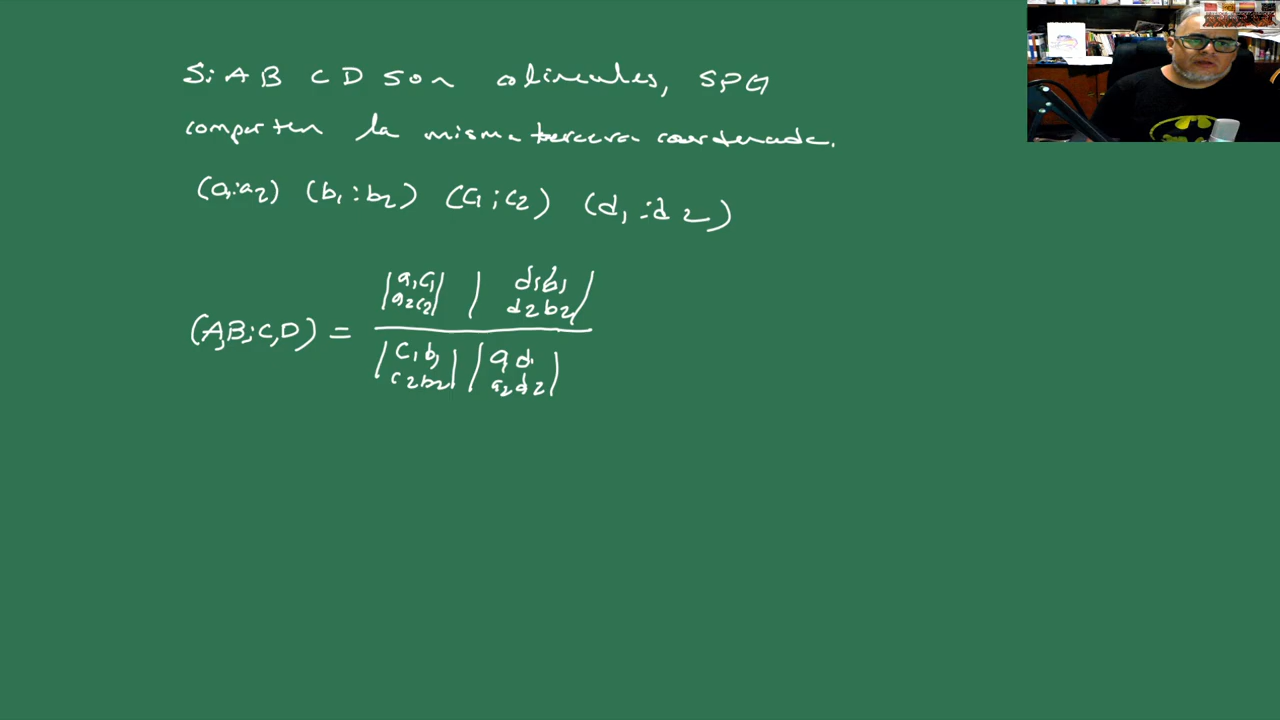 Si A B C D son colineales, SPG
comparten la misma tercera coordenada.
(a₁:a₂) (b₁:b₂) (c₁:c₂) (d₁:d₂)
|a₁ c₁| |d₁ b₁|
|a₂ c₂| |d₂ b₂|
(A,B;C,D) =
|c₁ b₁| |a₁ d₁|
|c₂ b₂| |a₂ d₂|